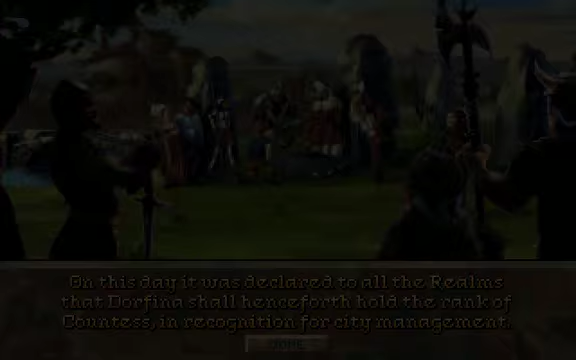 On this day it was declared to all the Realms
that Dorfina shall henceforth hold the rank of
Countess, in recognition for city management.
DONE